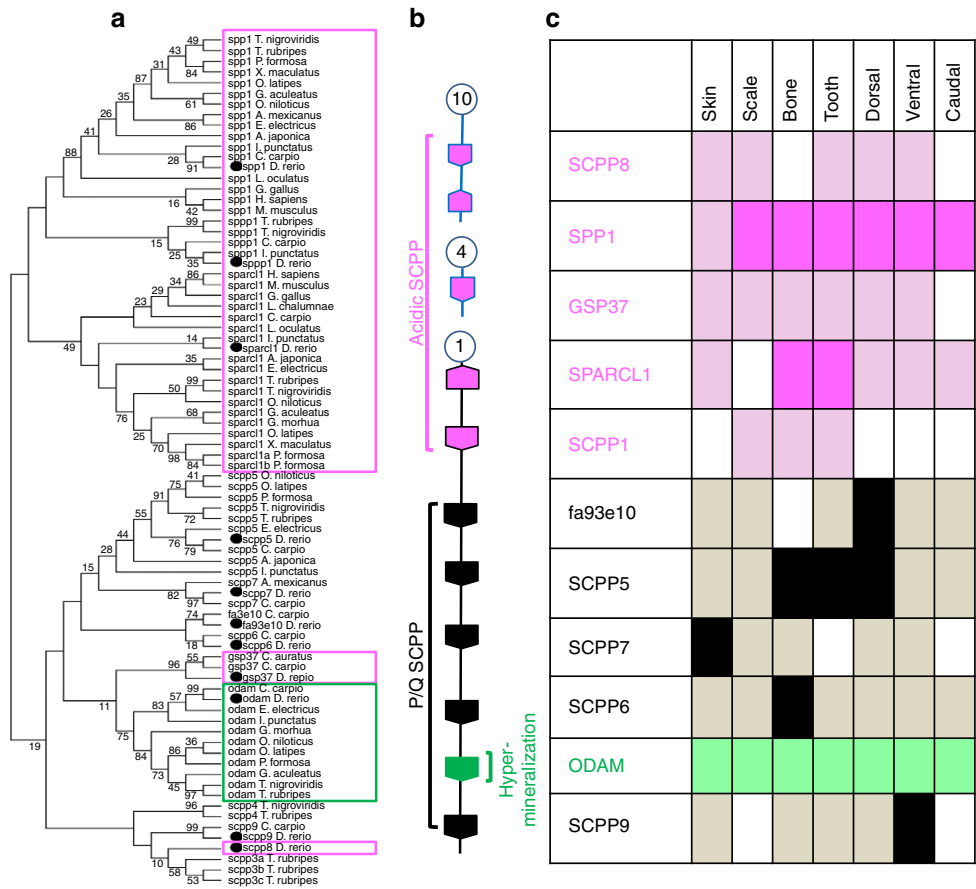 a
49
spp1 T. nigroviridis
43
spp1 T. rubripes
31
spp1 P. formosa
84
spp1 X. maculatus
87
spp1 O. latipes
35
spp1 G. aculeatus
61
spp1 O. niloticus
26
spp1 A. mexicanus
86
spp1 E. electricus
41
spp1 A. japonica
88
spp1 I. punctatus
28
spp1 C. carpio
91
spp1 D. rerio
spp1 L. oculatus
spp1 G. gallus
16
spp1 H. sapiens
42
spp1 M. musculus
99
sppp1 T. rubripes
sppp1 T. nigroviridis
15
sppp1 C. carpio
25
sppp1 I. punctatus
35
sppp1 D. rerio
86
sparcl1 H. sapiens
34
sparcl1 M. musculus
29
sparcl1 G. gallus
23
sparcl1 L. chalumnae
sparcl1 C. carpio
sparcl1 L. oculatus
49
14
sparcl1 I. punctatus
sparcl1 D. rerio
35
sparcl1 A. japonica
sparcl1 E. electricus
99
sparcl1 T. rubripes
50
sparcl1 T. nigroviridis
sparcl1 O. niloticus
76
68
sparcl1 G. aculeatus
sparcl1 G. morhua
25
sparcl1 O. latipes
70
sparcl1 X. maculatus
98
sparcl1a P. formosa
84
sparcl1b P. formosa
41
scpp5 O. niloticus
75
scpp5 O. latipes
91
scpp5 P. formosa
55
scpp5 T. nigroviridis
72
scpp5 T. rubripes
44
scpp5 E. electricus
76
scpp5 D. rerio
79
scpp5 C. carpio
28
scpp5 A. japonica
15
scpp5 I. punctatus
scpp7 A. mexicanus
82
scpp7 D. rerio
97
scpp7 C. carpio
74
fa3e10 C. carpio
fa93e10 D. rerio
scpp6 C. carpio
18
scpp6 D. rerio
55
gsp37 C. auratus
96
gsp37 C. carpio
gsp37 D. repio
11
99
odam C. carpio
57
odam D. rerio
83
odam E. electricus
odam I. punctatus
75
odam G. morhua
36
odam O. niloticus
86
odam O. latipes
84
odam P. formosa
73
odam G. aculeatus
45
odam T. nigroviridis
97
odam T. rubripes
19
96
scpp4 T. nigroviridis
scpp4 T. rubripes
99
scpp9 C. carpio
scpp9 D. rerio
scpp8 D. rerio
10
scpp3a T. rubripes
58
scpp3b T. rubripes
53
scpp3c T. rubripes
b
10
4
1
Acidic SCPP
P/Q SCPP
Hyper-
mineralization
c
Skin
Scale
Bone
Tooth
Dorsal
Ventral
Caudal
SCPP8
SPP1
GSP37
SPARCL1
SCPP1
fa93e10
SCPP5
SCPP7
SCPP6
ODAM
SCPP9